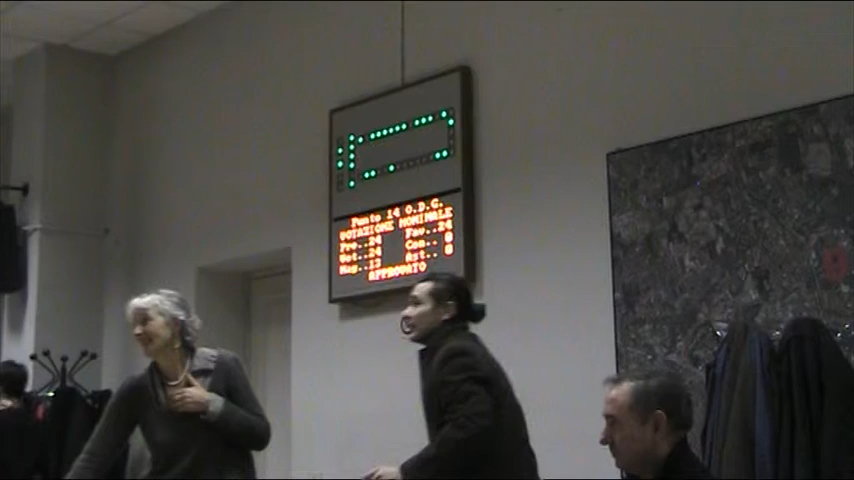 Punto 14 O.D.G.
VOTAZIONE NOMINALE
Pre..24 Fav..24
Vot..24 Con.. 0
Mag..13 Ast.. 0
APPROVATO